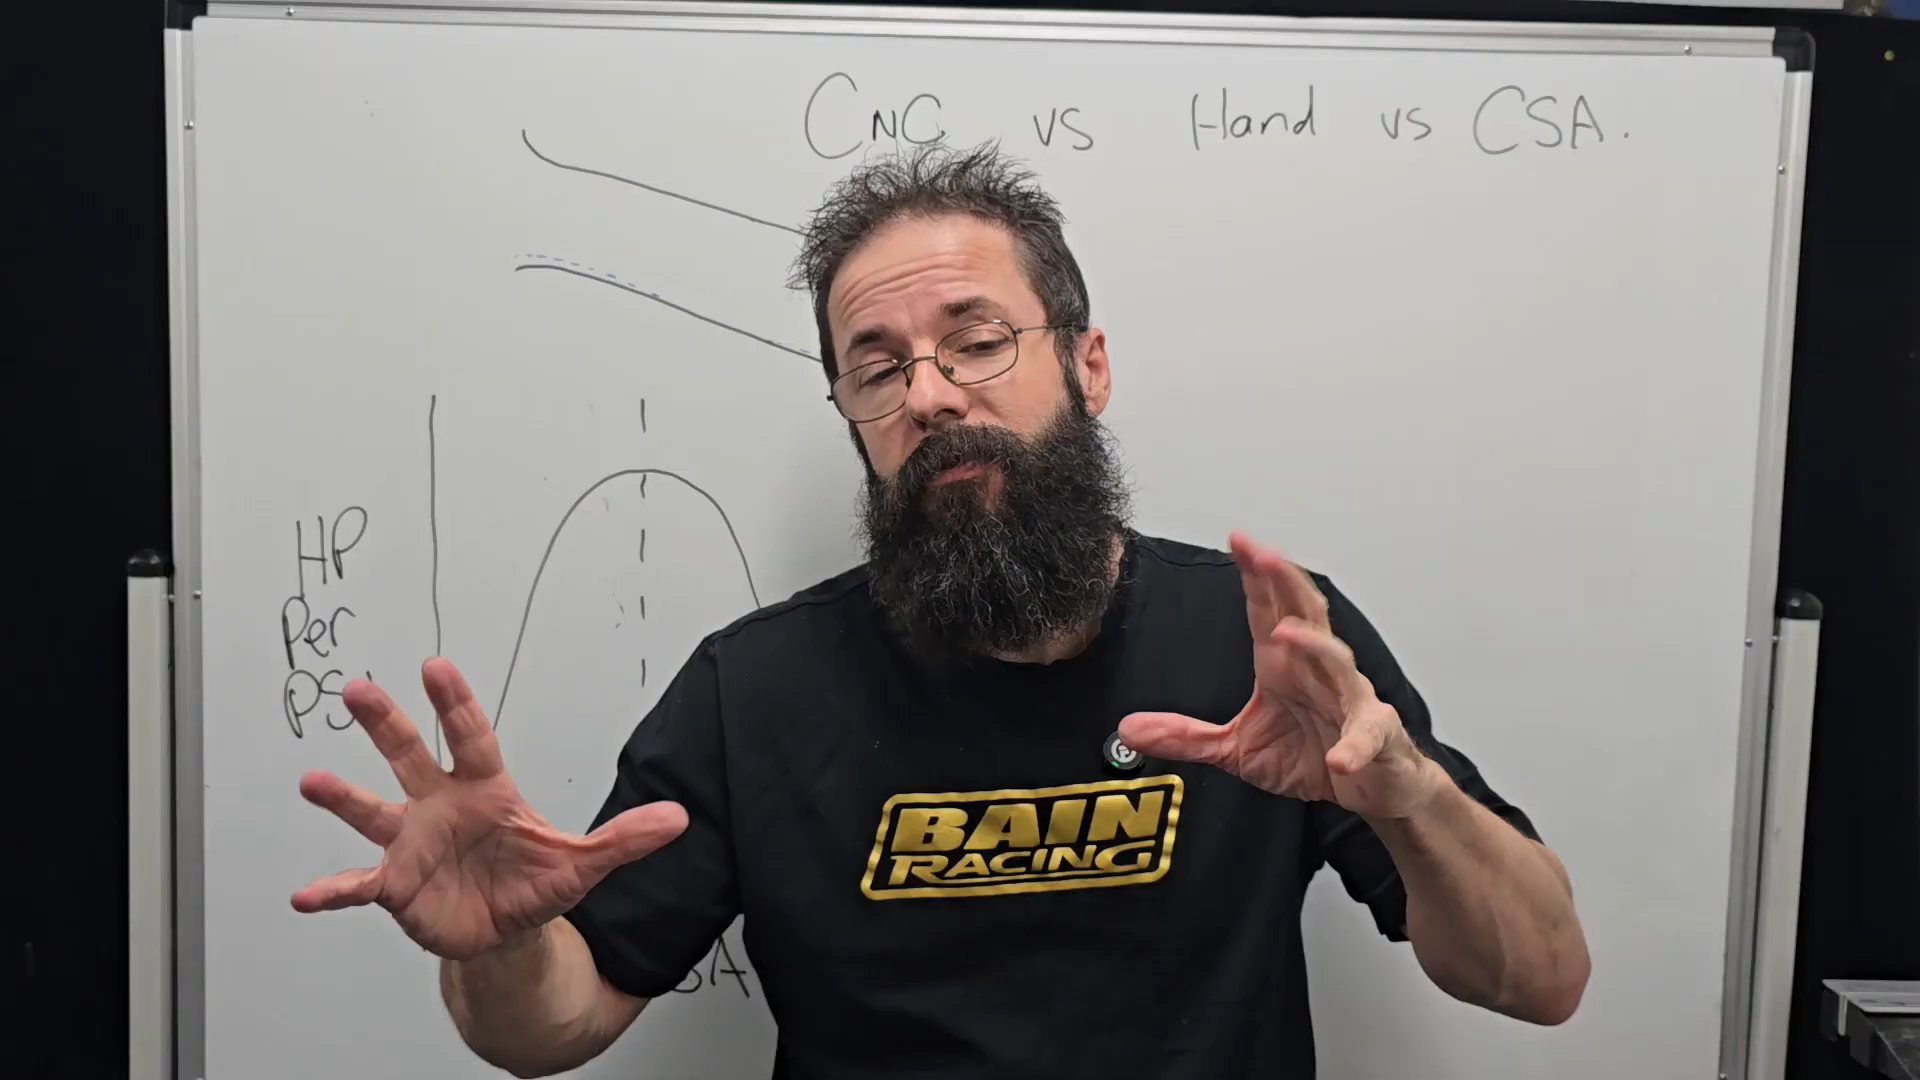 CNC vs Hand vs CSA.
HP
Per
BAIN
RACING